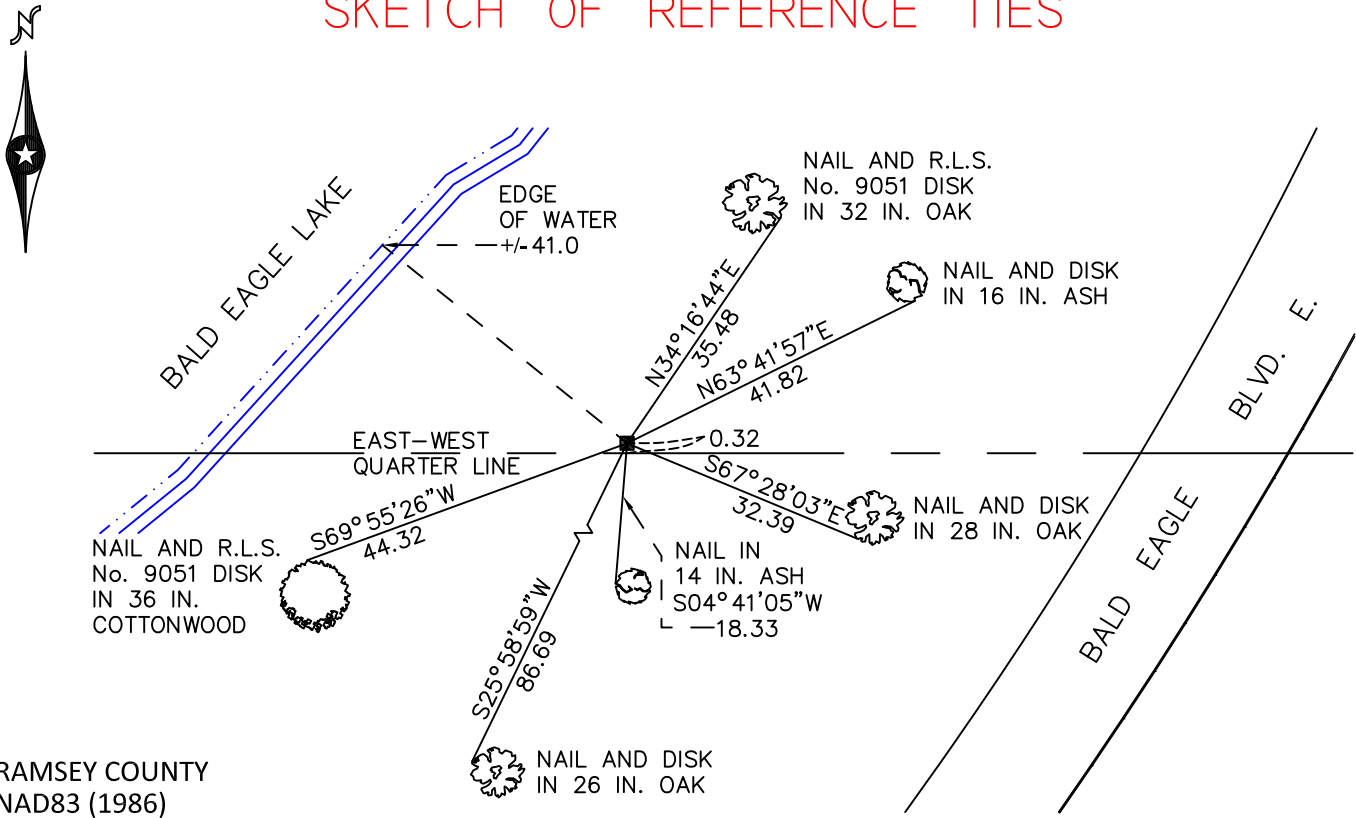 SKETCH OF REFERENCE TIES
N
NAIL AND R.L.S.
No. 9051 DISK
IN 32 IN. OAK
EDGE
OF WATER
+/-41.0
BALD EAGLE LAKE
NAIL AND DISK
IN 16 IN. ASH
N34°16'44"E
35.48
N63°41'57"E
41.82
BALD EAGLE BLVD. E.
EAST-WEST
QUARTER LINE
0.32
S67°28'03"E
32.39
NAIL AND DISK
IN 28 IN. OAK
S69°55'26"W
44.32
NAIL AND R.L.S.
No. 9051 DISK
IN 36 IN.
COTTONWOOD
NAIL IN
14 IN. ASH
S04°41'05"W
18.33
S25°58'59"W
86.69
NAIL AND DISK
IN 26 IN. OAK
RAMSEY COUNTY
NAD83 (1986)